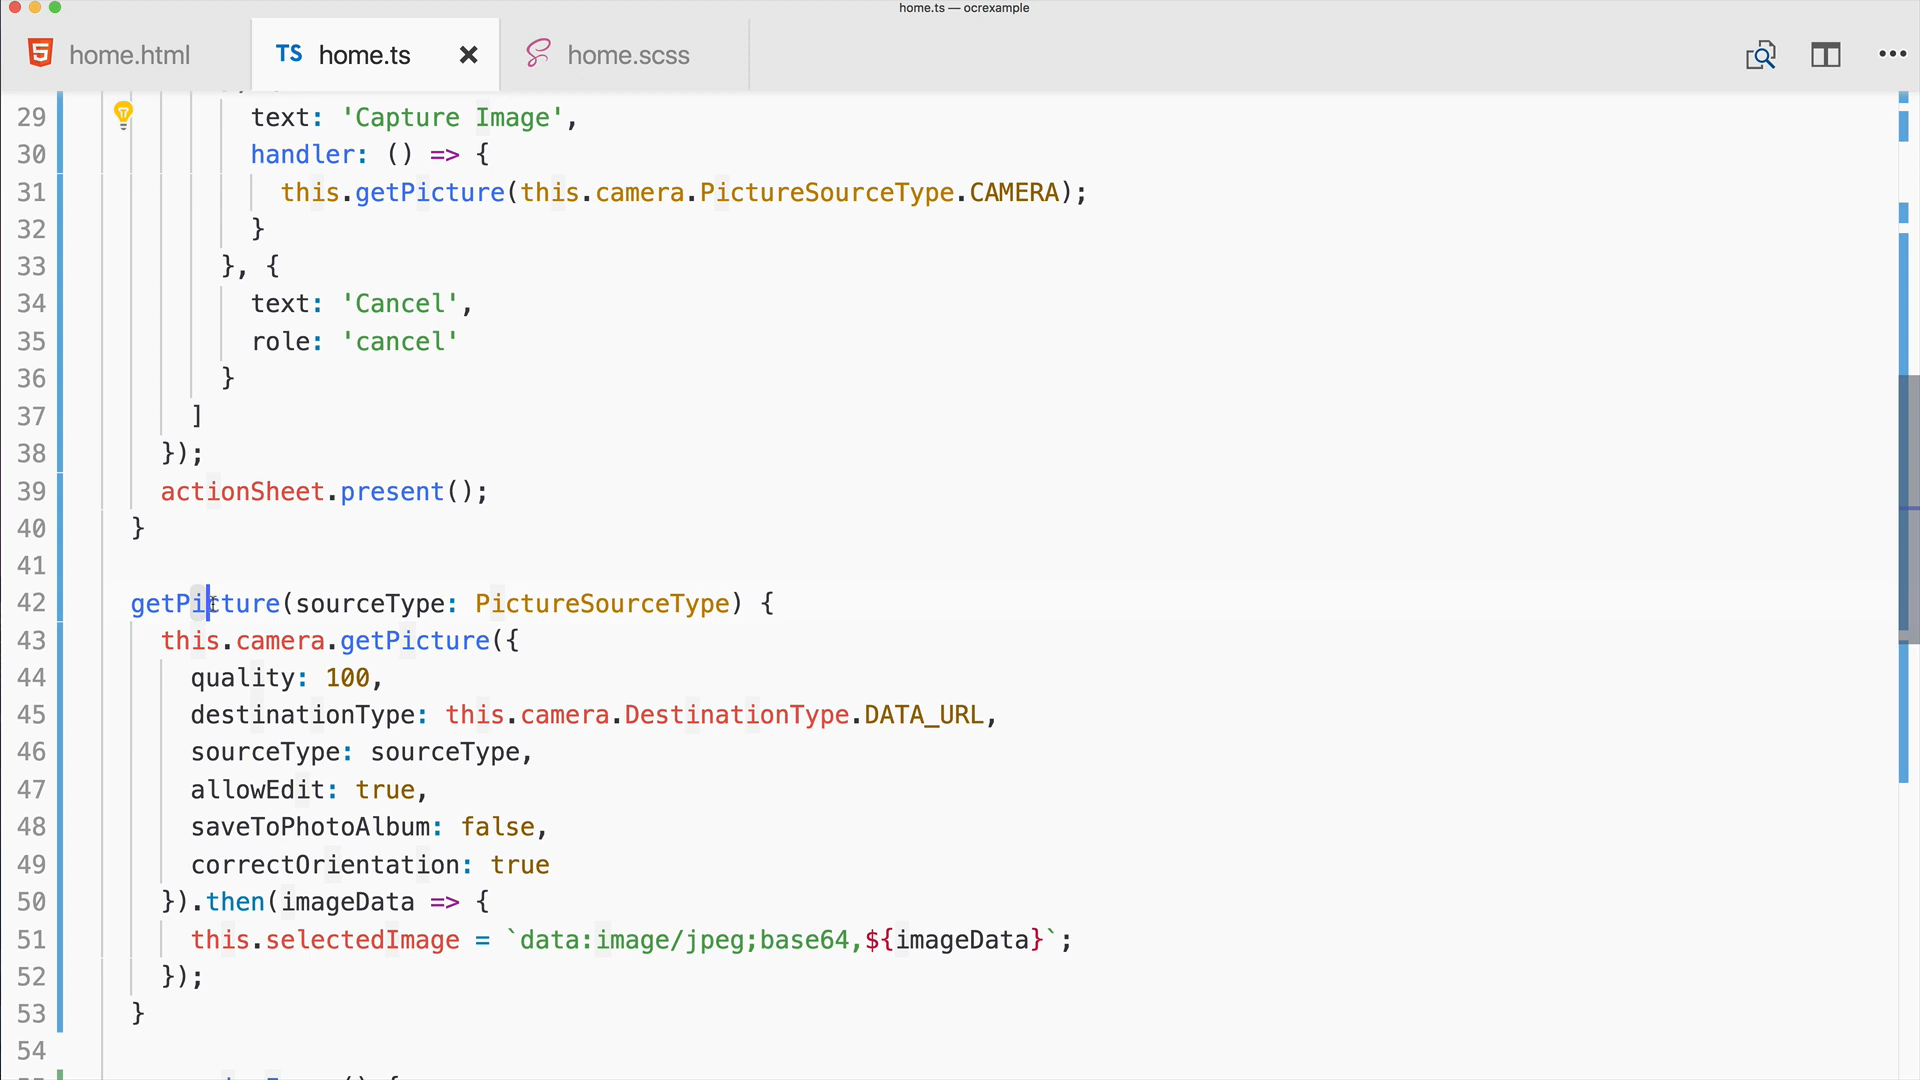 home.ts — ocrexample
home.html
TS home.ts
home.scss
29 text: 'Capture Image',
30 handler: () => {
31 this.getPicture(this.camera.PictureSourceType.CAMERA);
32 }
33 }, {
34 text: 'Cancel',
35 role: 'cancel'
36 }
37 ]
38 });
39 actionSheet.present();
40 }
41
42 getPicture(sourceType: PictureSourceType) {
43 this.camera.getPicture({
44 quality: 100,
45 destinationType: this.camera.DestinationType.DATA_URL,
46 sourceType: sourceType,
47 allowEdit: true,
48 saveToPhotoAlbum: false,
49 correctOrientation: true
50 }).then(imageData => {
51 this.selectedImage = `data:image/jpeg;base64,${imageData}`;
52 });
53 }
54